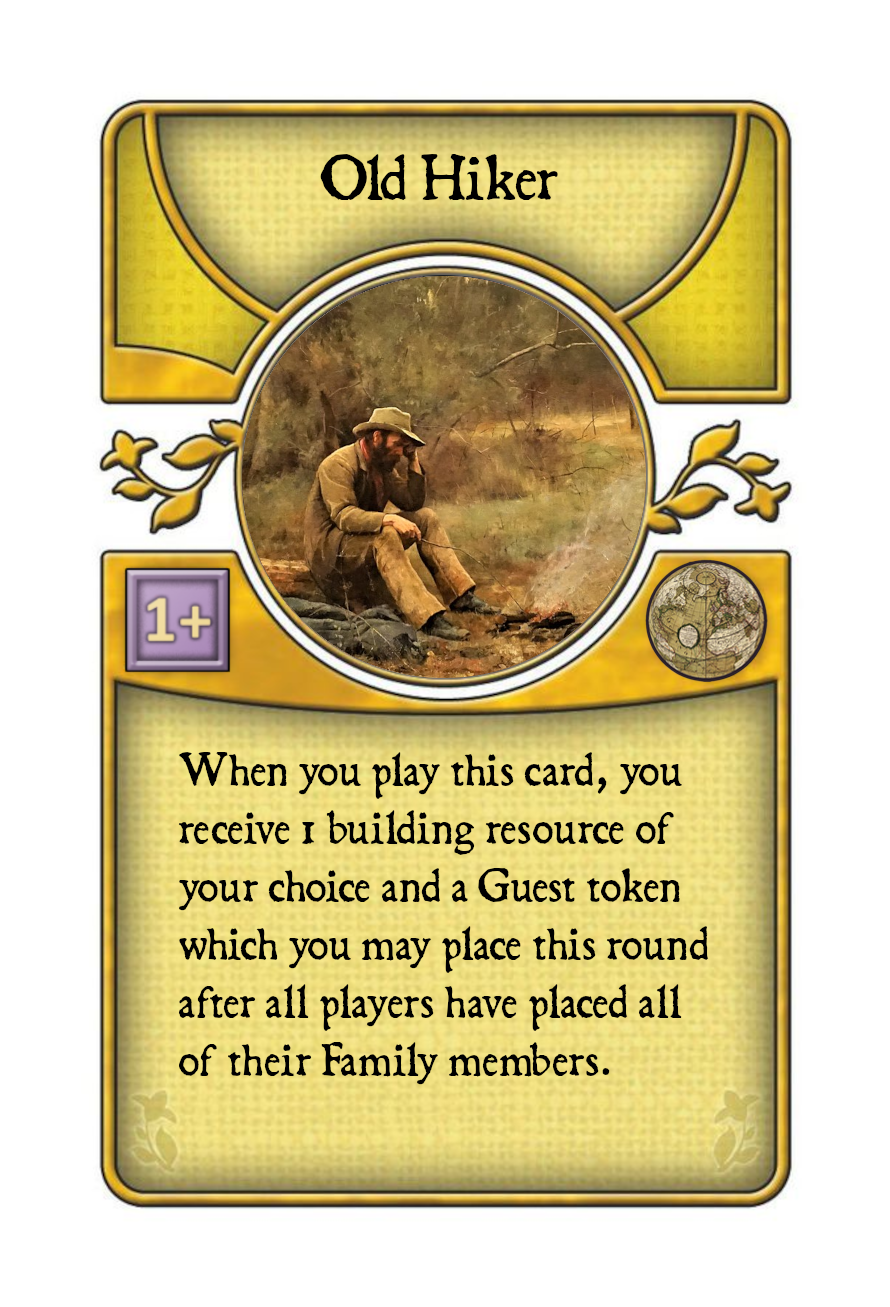 Old Hiker
1+
When you play this card, you
receive 1 building resource of
your choice and a Guest token
which you may place this round
after all players have placed all
of their Family members.